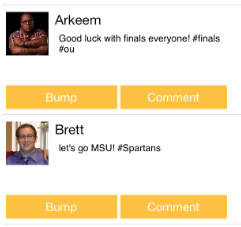 Arkeem
Good luck with finals everyone! #finals
#ou
Bump Comment
Brett
let's go MSU! #Spartans
Bump Comment